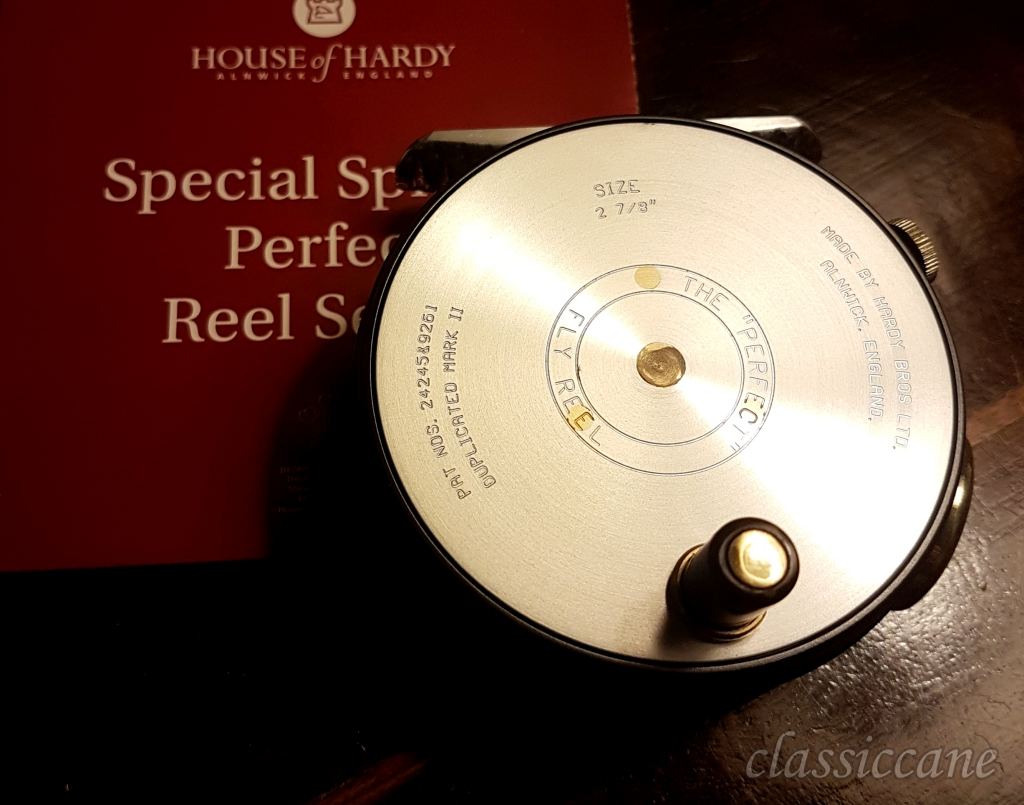 HOUSE of HARDY
ALNWICK ENGLAND
Special Sp
Perfec
Reel Se
SIZE
2 7/8"
MADE BY HARDY BROS LTD.
ALNWICK. ENGLAND.
THE "PERFECT"
FLY REEL
PAT NOS. 24245&9261
DUPLICATED MARK II
classiccane